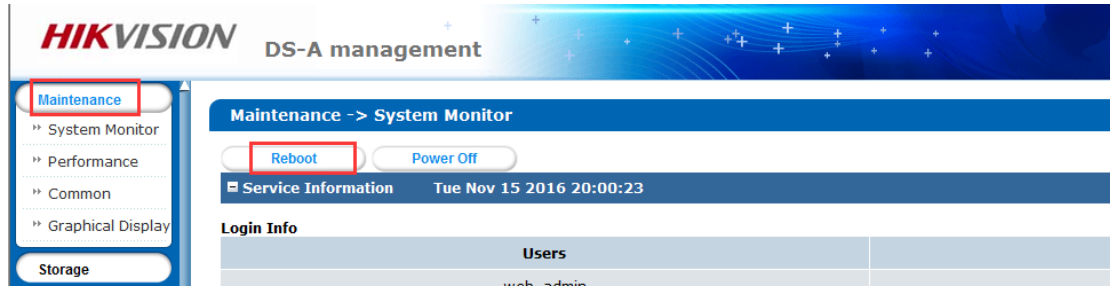 HIKVISION
DS-A management
Maintenance
System Monitor
Performance
Common
Graphical Display
Storage
Maintenance -> System Monitor
Reboot Power Off
Service Information Tue Nov 15 2016 20:00:23
Login Info
Users
web_admin